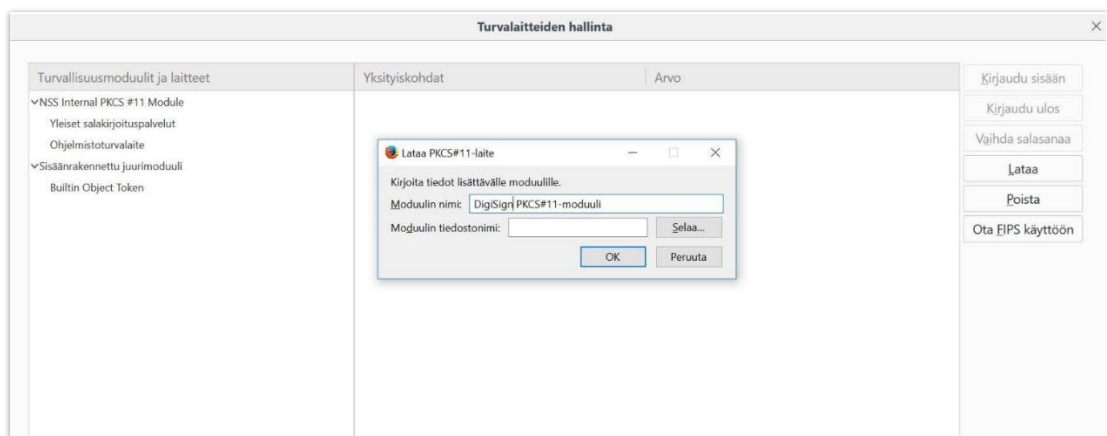 Turvalaitteiden hallinta
Turvallisuusmoduulit ja laitteet Yksityiskohdat Arvo
NSS Internal PKCS #11 Module
Yleiset salakirjoituspalvelut
Ohjelmistoturvalaite
Sisäänrakennettu juurimoduuli
Builtin Object Token
Lataa PKCS#11-laite
Kirjoita tiedot lisättävälle moduulille.
Moduulin nimi: DigiSign PKCS#11-moduuli
Moduulin tiedostonimi: Selaa...
OK Peruuta
Kirjaudu sisään
Kirjaudu ulos
Vaihda salasanaa
Lataa
Poista
Ota FIPS käyttöön